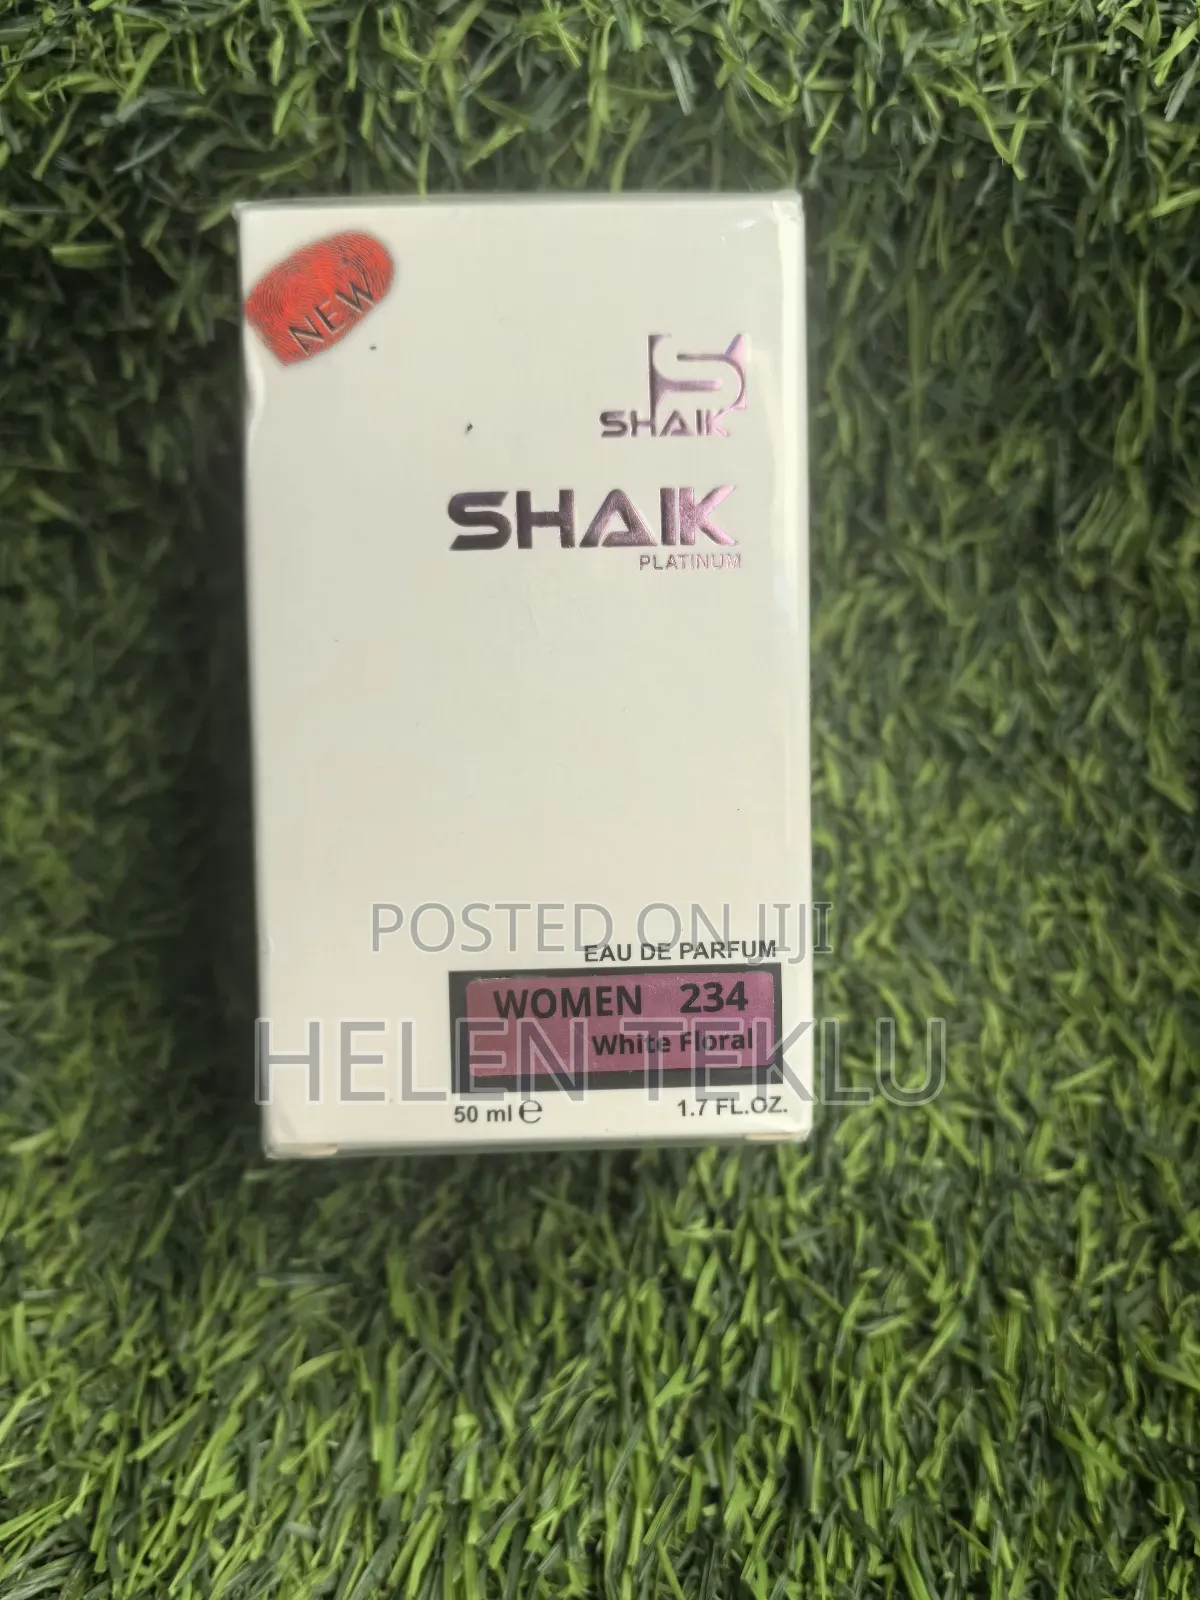 NEW
SHAIK
SHAIK
PLATINUM
POSTED ON JIJI
EAU DE PARFUM
WOMEN 234
White Floral
HELEN TEKLU
50 ml ℮ 1.7 FL.OZ.